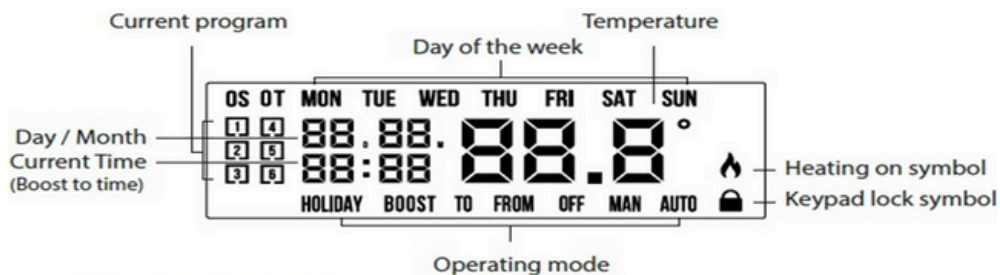 Current program
Temperature
Day of the week
OS OT MON TUE WED THU FRI SAT SUN
1 4
2 5
3 6
Day / Month
88.88.
Current Time
(Boost to time)
88:88
88.8°
Heating on symbol
Keypad lock symbol
HOLIDAY BOOST TO FROM OFF MAN AUTO
Operating mode